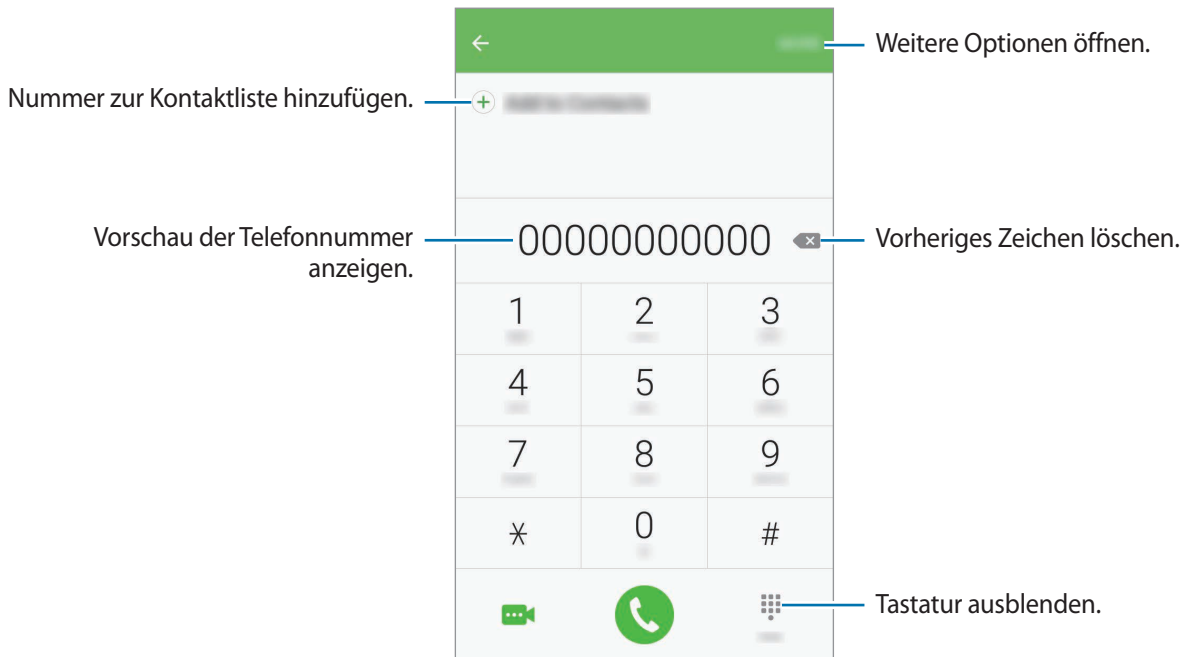 Weitere Optionen öffnen.
Nummer zur Kontaktliste hinzufügen.
Vorschau der Telefonnummer
anzeigen.
00000000000
Vorheriges Zeichen löschen.
1 2 3
4 5 6
7 8 9
* 0 #
Tastatur ausblenden.